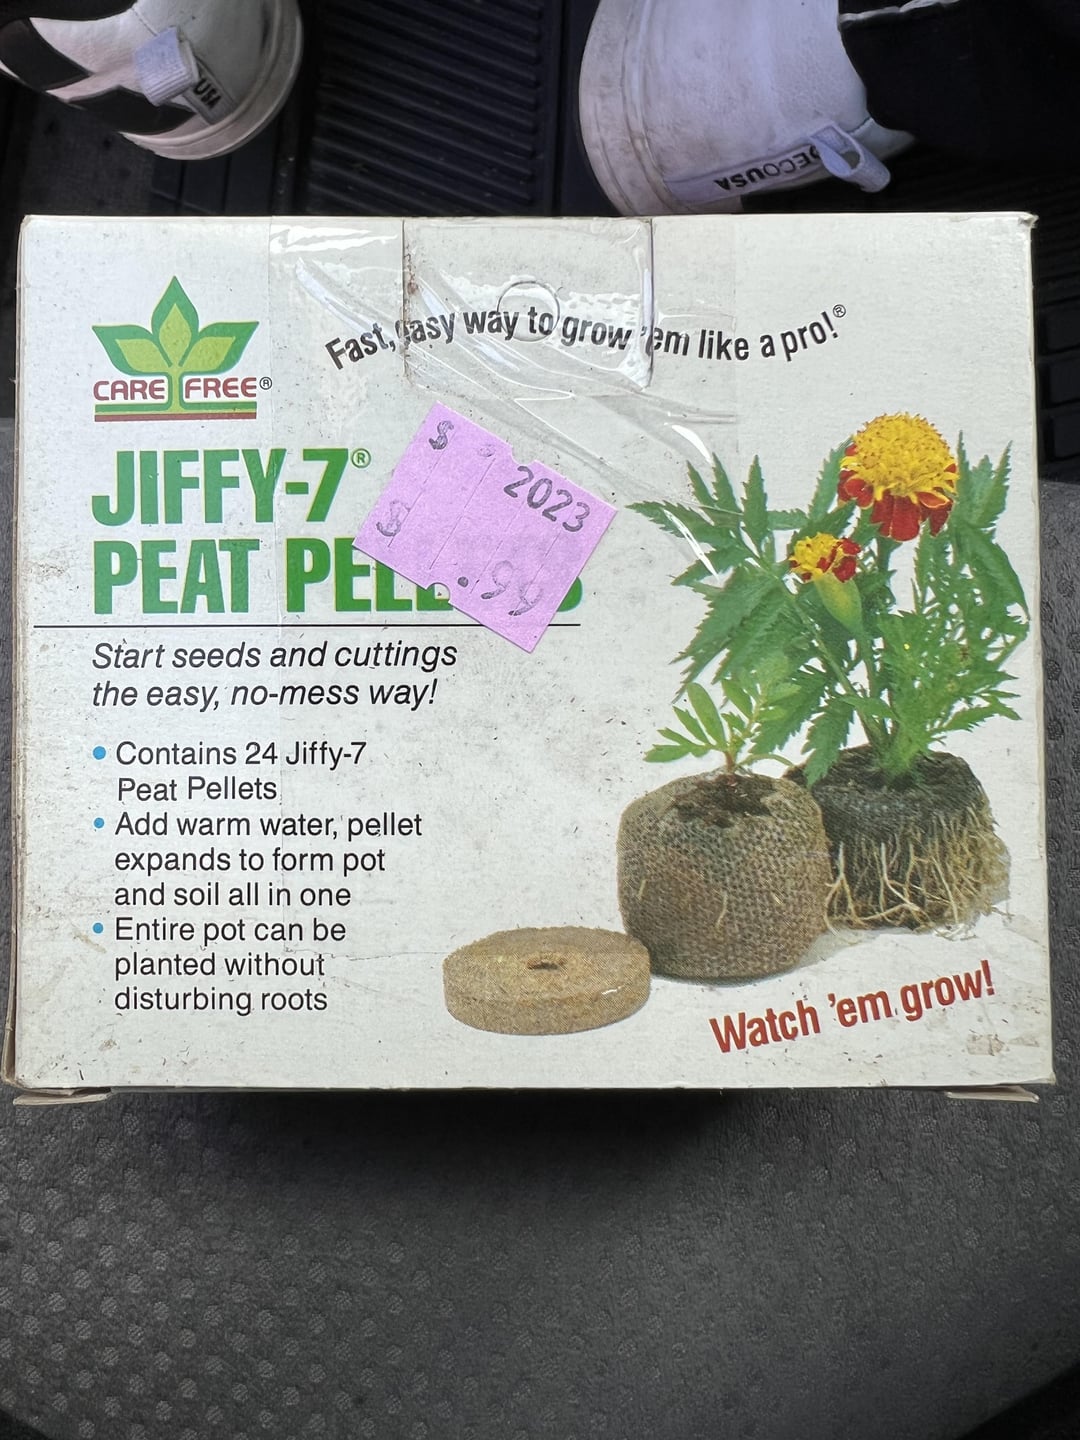 USA
DECOUSA
Fast, easy way to grow 'em like a pro!®
CARE FREE®
JIFFY-7®
PEAT
$
$
2023
.99
Start seeds and cuttings
the easy, no-mess way!
• Contains 24 Jiffy-7
Peat Pellets
• Add warm water, pellet
expands to form pot
and soil all in one
• Entire pot can be
planted without
disturbing roots
Watch 'em grow!